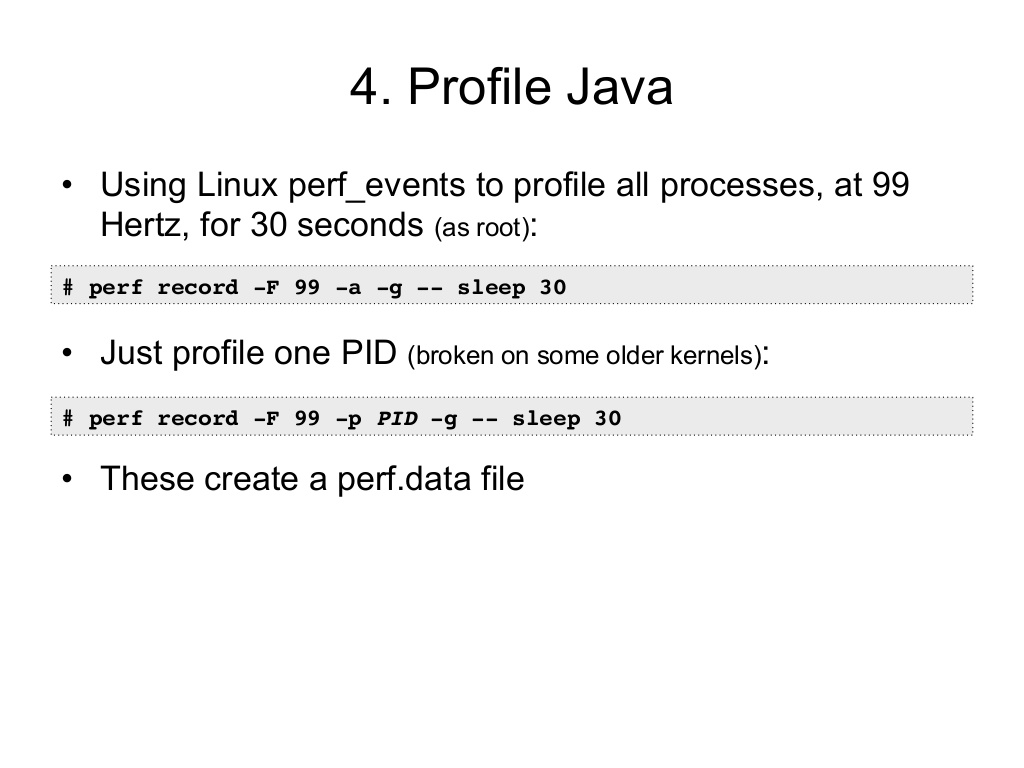 4. Profile Java
• Using Linux perf_events to profile all processes, at 99
Hertz, for 30 seconds (as root):
# perf record -F 99 -a -g -- sleep 30
• Just profile one PID (broken on some older kernels):
# perf record -F 99 -p PID -g -- sleep 30
• These create a perf.data file